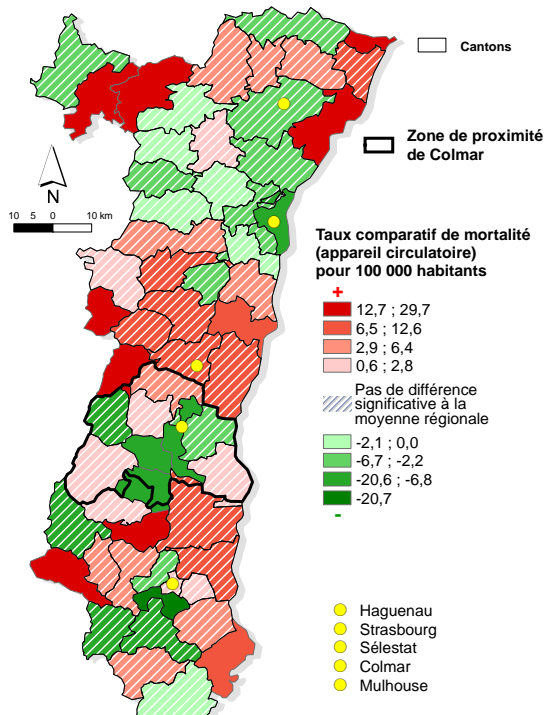 Cantons
Zone de proximité
de Colmar
N
10 5 0 10 km
Taux comparatif de mortalité
(appareil circulatoire)
pour 100 000 habitants
+
12,7 ; 29,7
6,5 ; 12,6
2,9 ; 6,4
0,6 ; 2,8
Pas de différence
significative à la
moyenne régionale
-2,1 ; 0,0
-6,7 ; -2,2
-20,6 ; -6,8
-20,7
-
Haguenau
Strasbourg
Sélestat
Colmar
Mulhouse